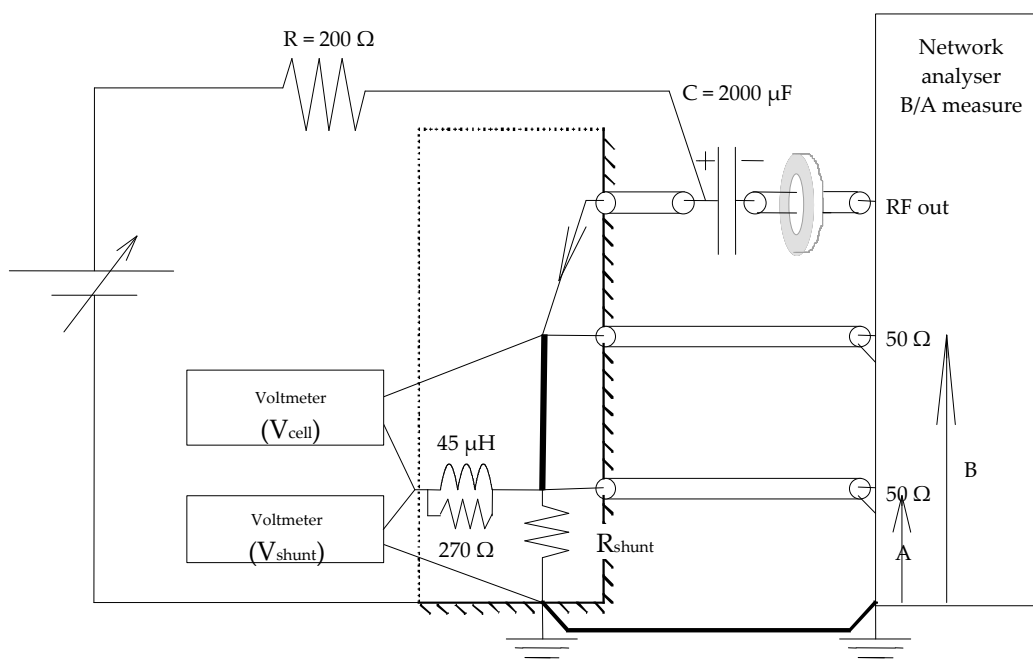 R = 200 Ω
C = 2000 µF
Network
analyser
B/A measure
+
−
RF out
50 Ω
Voltmeter
(Vcell)
45 µH
B
50 Ω
Voltmeter
(Vshunt)
270 Ω
Rshunt
A